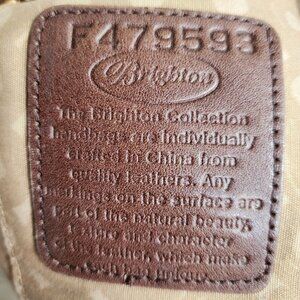 F479593
Brighton
The Brighton Collection
handbags are individually
crafted in China from
quality leathers. Any
markings on the surface are
part of the natural beauty,
and character
of the leather, which make